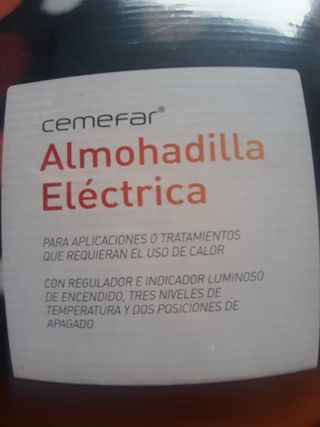 cemefar®
Almohadilla
Eléctrica
PARA APLICACIONES O TRATAMIENTOS
QUE REQUIERAN EL USO DE CALOR
CON REGULADOR E INDICADOR LUMINOSO
DE ENCENDIDO, TRES NIVELES DE
TEMPERATURA Y DOS POSICIONES DE
APAGADO